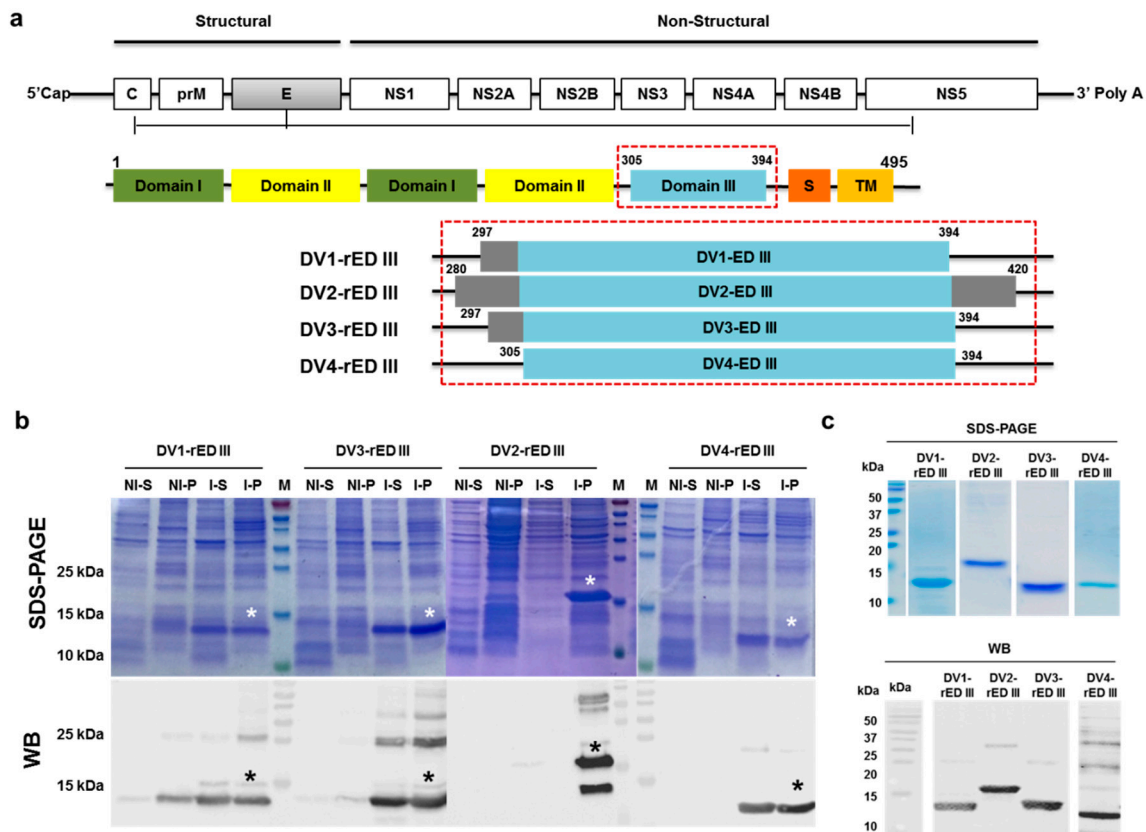 a
Structural Non-Structural
5'Cap C prM E NS1 NS2A NS2B NS3 NS4A NS4B NS5 3' Poly A
1 305 394 495
Domain I Domain II Domain I Domain II Domain III S TM
297 394
DV1-rED III DV1-ED III
280 420
DV2-rED III DV2-ED III
297 394
DV3-rED III DV3-ED III
305 394
DV4-rED III DV4-ED III
b
DV1-rED III DV3-rED III DV2-rED III DV4-rED III
NI-S NI-P I-S I-P M NI-S NI-P I-S I-P NI-S NI-P I-S I-P M M NI-S NI-P I-S I-P
SDS-PAGE
25 kDa
15 kDa
10 kDa
* * * *
WB
25 kDa
15 kDa
* * * *
c
SDS-PAGE
kDa DV1-rED III DV2-rED III DV3-rED III DV4-rED III
50
37
25
20
15
10
WB
kDa DV1-rED III DV2-rED III DV3-rED III DV4-rED III
50
37
25
20
15
10